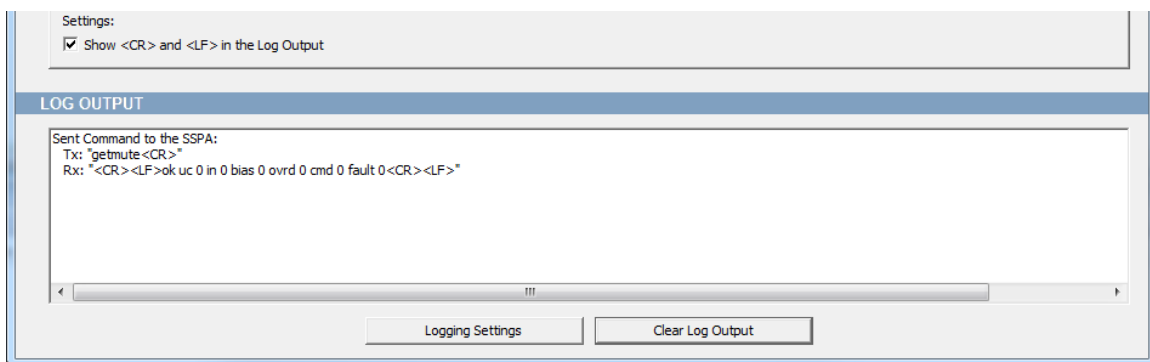 Settings:
Show <CR> and <LF> in the Log Output
LOG OUTPUT
Sent Command to the SSPA:
Tx: "getmute<CR>"
Rx: "<CR><LF>ok uc 0 in 0 bias 0 ovrd 0 cmd 0 fault 0<CR><LF>"
Logging Settings
Clear Log Output